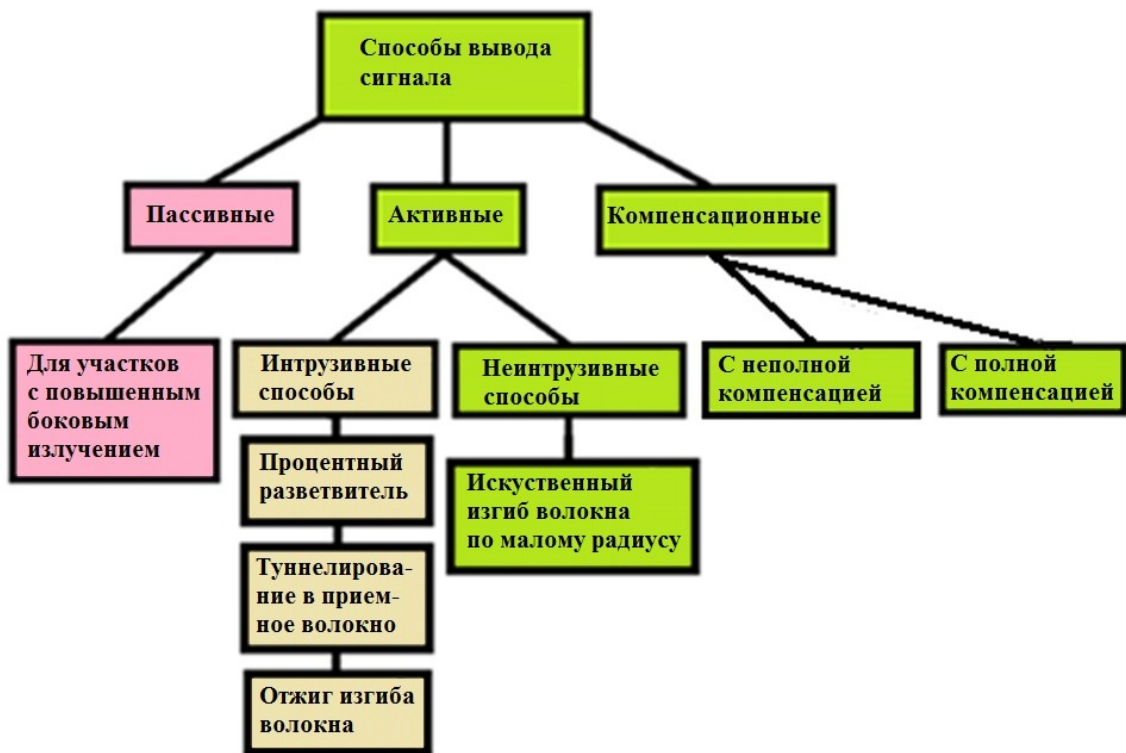 Способы вывода
сигнала
Пассивные
Активные
Компенсационные
Для участков
с повышенным
боковым
излучением
Интрузивные
способы
Неинтрузивные
способы
С неполной
компенсацией
С полной
компенсацией
Процентный
разветвитель
Искуственный
изгиб волокна
по малому радиусу
Туннелирова-
ние в прием-
ное волокно
Отжиг изгиба
волокна